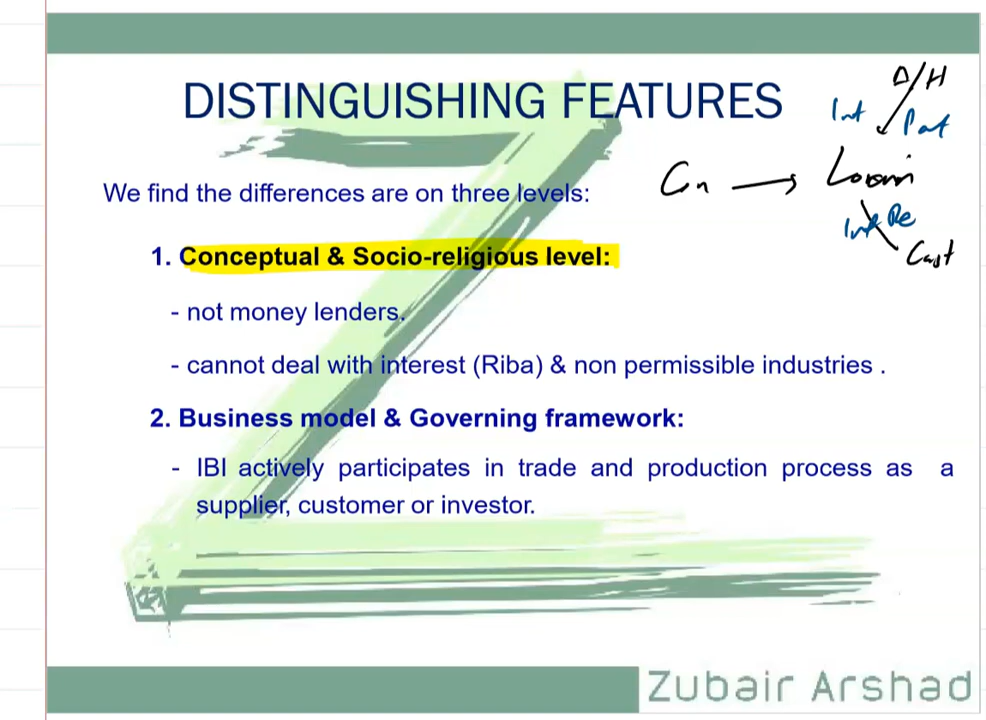 DISTINGUISHING FEATURES
D/H
Int
We find the differences are on three levels:
1. Conceptual & Socio-religious level:
Cust
- not money lenders.
- cannot deal with interest (Riba) & non permissible industries .
2. Business model & Governing framework:
- IBI actively participates in trade and production process as a
supplier, customer or investor.
Zubair Arshad